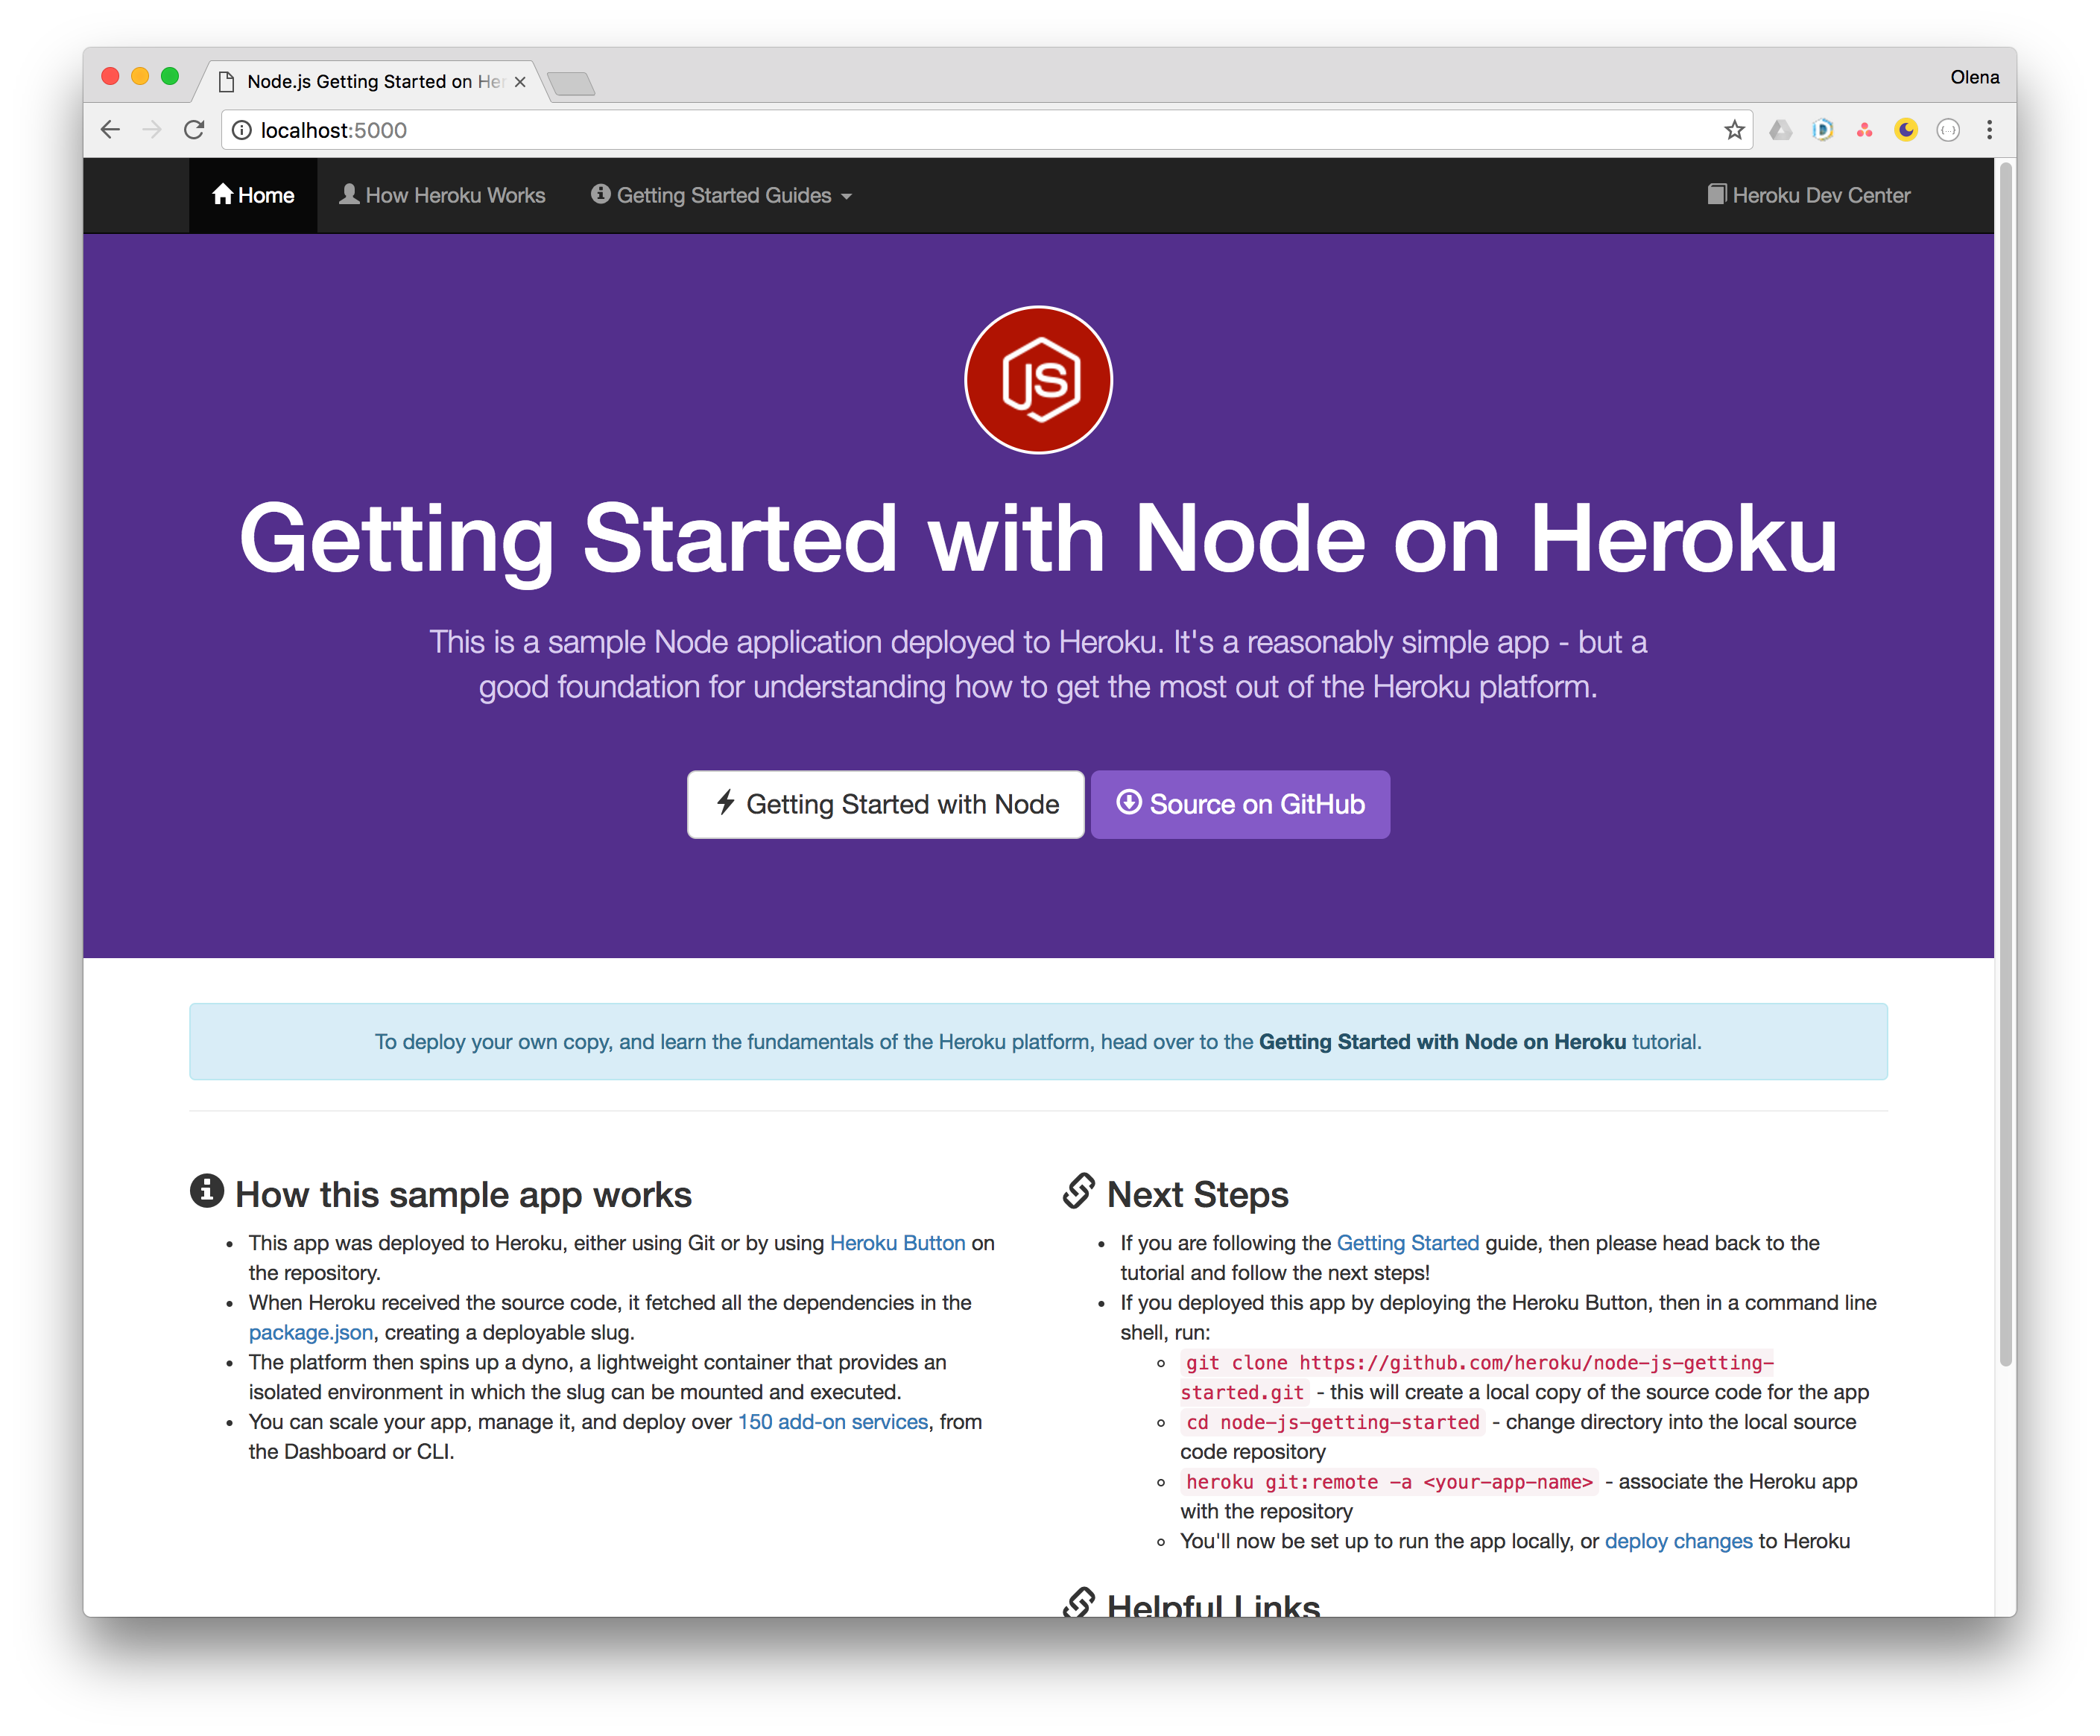 Node.js Getting Started on Her
Olena
localhost:5000
Home
How Heroku Works
Getting Started Guides
Heroku Dev Center
JS
Getting Started with Node on Heroku
This is a sample Node application deployed to Heroku. It's a reasonably simple app - but a
good foundation for understanding how to get the most out of the Heroku platform.
Getting Started with Node
Source on GitHub
To deploy your own copy, and learn the fundamentals of the Heroku platform, head over to the Getting Started with Node on Heroku tutorial.
How this sample app works
This app was deployed to Heroku, either using Git or by using Heroku Button on
the repository.
When Heroku received the source code, it fetched all the dependencies in the
package.json, creating a deployable slug.
The platform then spins up a dyno, a lightweight container that provides an
isolated environment in which the slug can be mounted and executed.
You can scale your app, manage it, and deploy over 150 add-on services, from
the Dashboard or CLI.
Next Steps
If you are following the Getting Started guide, then please head back to the
tutorial and follow the next steps!
If you deployed this app by deploying the Heroku Button, then in a command line
shell, run:
git clone https://github.com/heroku/node-js-getting-
started.git - this will create a local copy of the source code for the app
cd node-js-getting-started - change directory into the local source
code repository
heroku git:remote -a <your-app-name> - associate the Heroku app
with the repository
You'll now be set up to run the app locally, or deploy changes to Heroku
Helpful Links